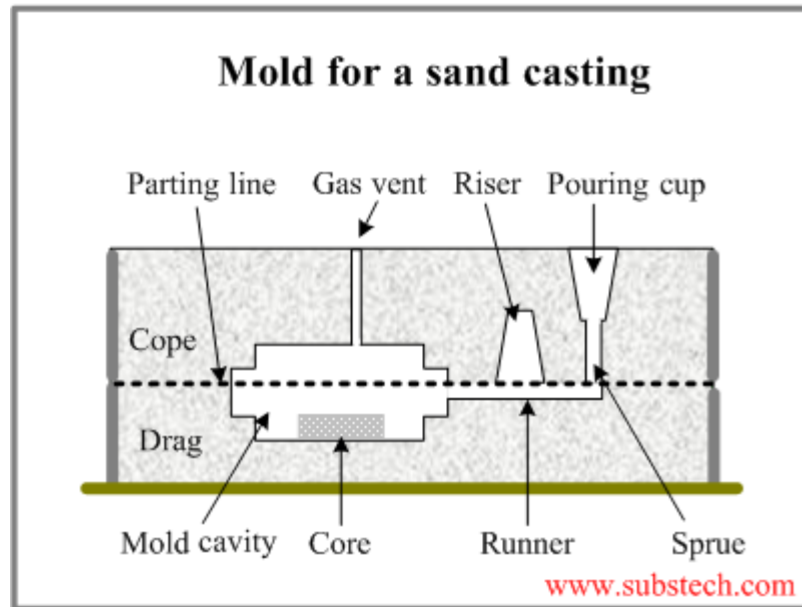 Mold for a sand casting
Parting line Gas vent Riser Pouring cup
Cope
Drag
Mold cavity Core Runner Sprue
www.substech.com